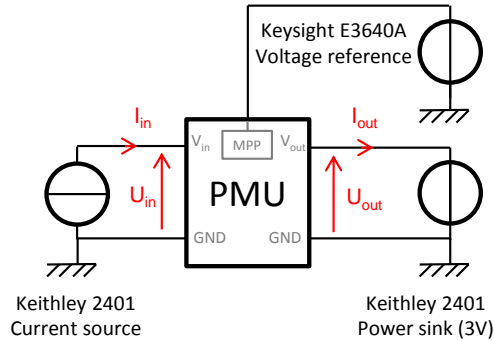 Keysight E3640A
Voltage reference
I_in
I_out
V_in
MPP
V_out
U_in
PMU
U_out
GND
GND
Keithley 2401
Current source
Keithley 2401
Power sink (3V)